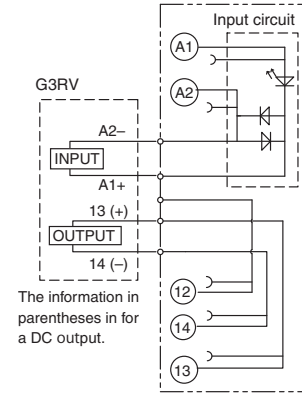 Input circuit
A1
G3RV
A2
A2–
INPUT
A1+
13 (+)
OUTPUT
14 (–)
12
The information in
parentheses in for
a DC output.
14
13